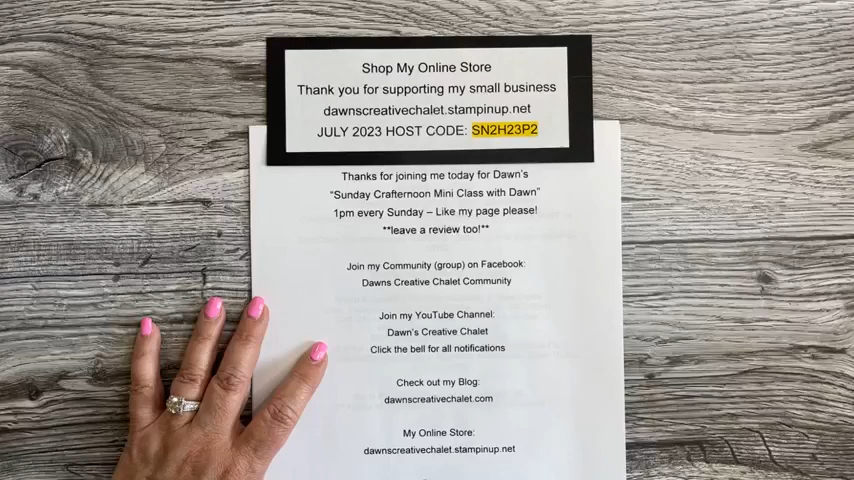 Shop My Online Store
Thank you for supporting my small business
dawnscreativechalet.stampinup.net
JULY 2023 HOST CODE: SN2H23P2
Thanks for joining me today for Dawn's
"Sunday Crafternoon Mini Class with Dawn"
1pm every Sunday – Like my page please!
**leave a review too!**
Join my Community (group) on Facebook:
Dawns Creative Chalet Community
Join my YouTube Channel:
Dawn's Creative Chalet
Click the bell for all notifications
Check out my Blog:
dawnscreativechalet.com
My Online Store:
dawnscreativechalet.stampinup.net